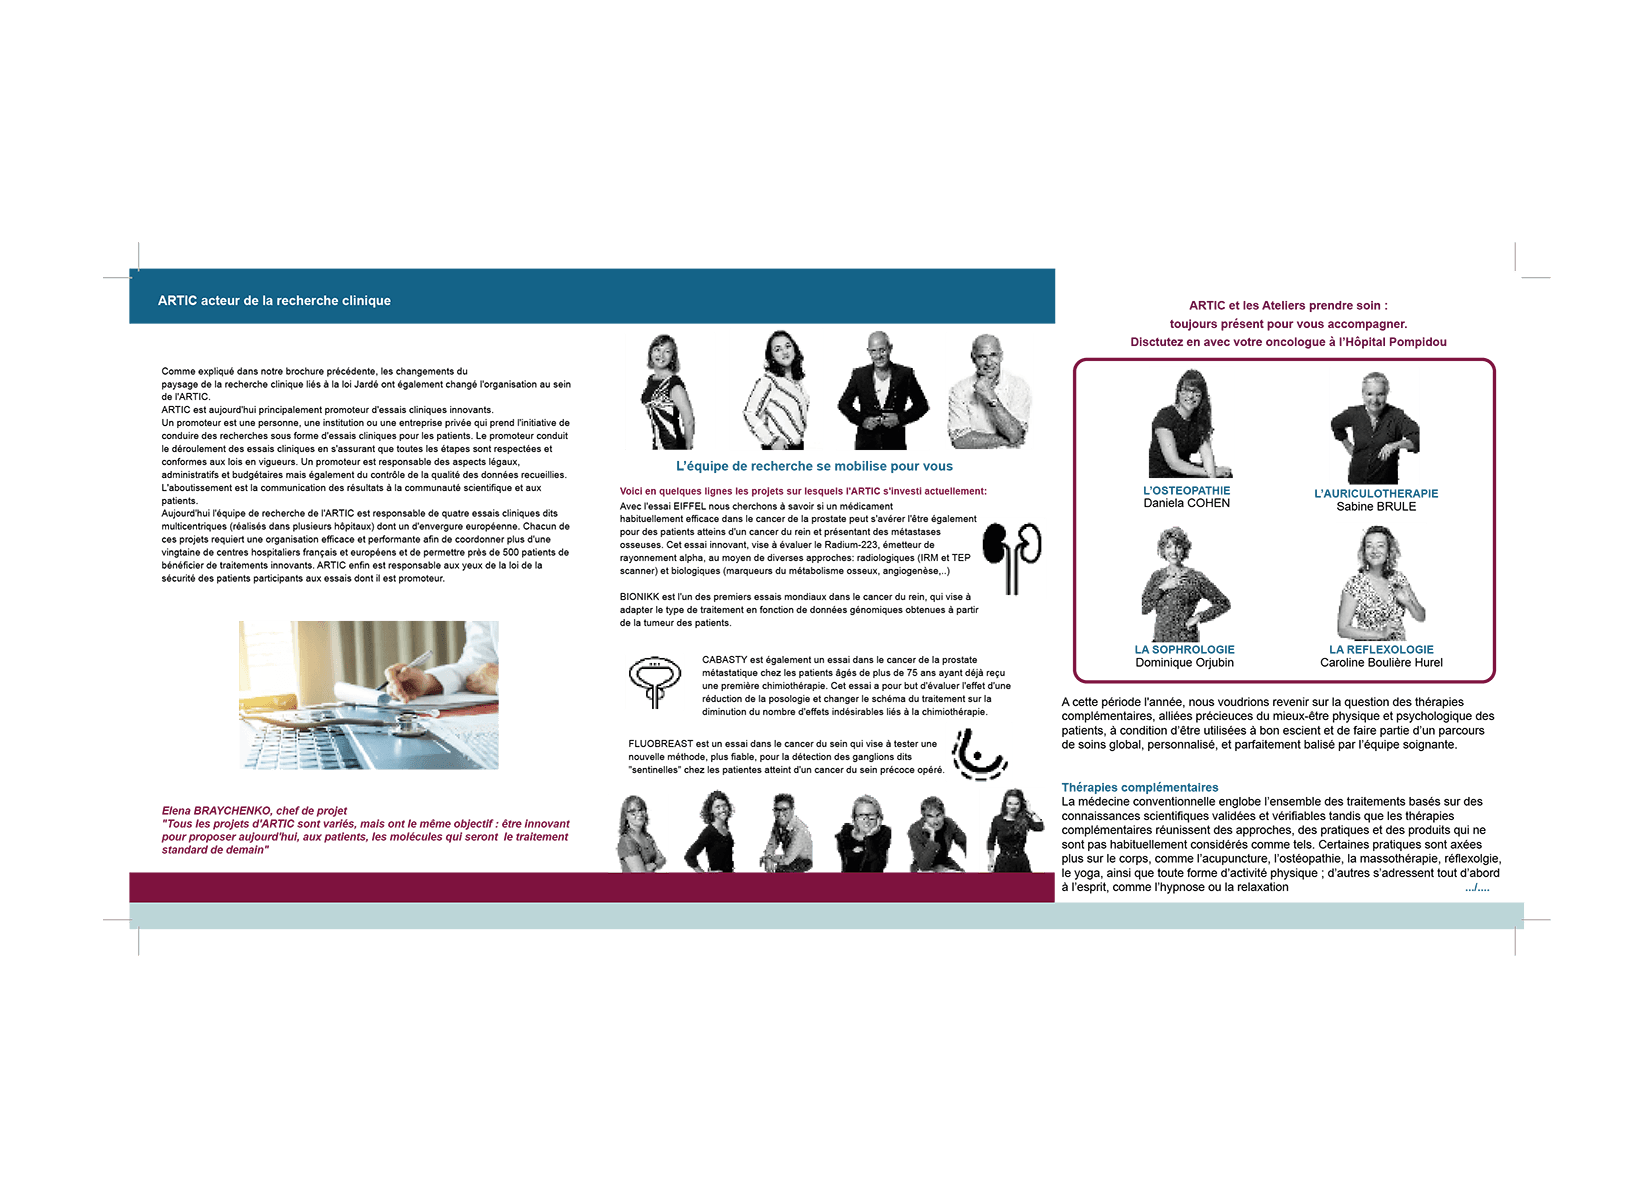 ARTIC acteur de la recherche clinique
Comme expliqué dans notre brochure précédente, les changements du
paysage de la recherche clinique liés à la loi Jardé ont également changé l'organisation au sein
de l'ARTIC.
ARTIC est aujourd'hui principalement promoteur d'essais cliniques innovants.
Un promoteur est une personne, une institution ou une entreprise privée qui prend l'initiative de
conduire des recherches sous forme d'essais cliniques pour les patients. Le promoteur conduit
le déroulement des essais cliniques en s'assurant que toutes les étapes sont respectées et
conformes aux lois en vigueurs. Un promoteur est responsable des aspects légaux,
administratifs et budgétaires mais également du contrôle de la qualité des données recueillies.
L'aboutissement est la communication des résultats à la communauté scientifique et aux
patients.
Aujourd'hui l'équipe de recherche de l'ARTIC est responsable de quatre essais cliniques dits
multicentriques (réalisés dans plusieurs hôpitaux) dont un d'envergure européenne. Chacun de
ces projets requiert une organisation efficace et performante afin de coordonner plus d'une
vingtaine de centres hospitaliers français et européens et de permettre près de 500 patients de
bénéficier de traitements innovants. ARTIC enfin est responsable aux yeux de la loi de la
sécurité des patients participants aux essais dont il est promoteur.
Elena BRAYCHENKO, chef de projet
"Tous les projets d'ARTIC sont variés, mais ont le même objectif : être innovant
pour proposer aujourd'hui, aux patients, les molécules qui seront le traitement
standard de demain"
L'équipe de recherche se mobilise pour vous
Voici en quelques lignes les projets sur lesquels l'ARTIC s'investi actuellement:
Avec l'essai EIFFEL nous cherchons à savoir si un médicament
habituellement efficace dans le cancer de la prostate peut s'avérer l'être également
pour des patients atteins d'un cancer du rein et présentant des métastases
osseuses. Cet essai innovant, vise à évaluer le Radium-223, émetteur de
rayonnement alpha, au moyen de diverses approches: radiologiques (IRM et TEP
scanner) et biologiques (marqueurs du métabolisme osseux, angiogenèse,..)
BIONIKK est l'un des premiers essais mondiaux dans le cancer du rein, qui vise à
adapter le type de traitement en fonction de données génomiques obtenues à partir
de la tumeur des patients.
CABASTY est également un essai dans le cancer de la prostate
métastatique chez les patients âgés de plus de 75 ans ayant déjà reçu
une première chimiothérapie. Cet essai a pour but d'évaluer l'effet d'une
réduction de la posologie et changer le schéma du traitement sur la
diminution du nombre d'effets indésirables liés à la chimiothérapie.
FLUOBREAST est un essai dans le cancer du sein qui vise à tester une
nouvelle méthode, plus fiable, pour la détection des ganglions dits
"sentinelles" chez les patientes atteint d'un cancer du sein précoce opéré.
ARTIC et les Ateliers prendre soin :
toujours présent pour vous accompagner.
Disctutez en avec votre oncologue à l'Hôpital Pompidou
L'OSTEOPATHIE
Daniela COHEN
L'AURICULOTHERAPIE
Sabine BRULE
LA SOPHROLOGIE
Dominique Orjubin
LA REFLEXOLOGIE
Caroline Boulière Hurel
A cette période l'année, nous voudrions revenir sur la question des thérapies
complémentaires, alliées précieuces du mieux-être physique et psychologique des
patients, à condition d'être utilisées à bon escient et de faire partie d'un parcours
de soins global, personnalisé, et parfaitement balisé par l'équipe soignante.
Thérapies complémentaires
La médecine conventionnelle englobe l'ensemble des traitements basés sur des
connaissances scientifiques validées et vérifiables tandis que les thérapies
complémentaires réunissent des approches, des pratiques et des produits qui ne
sont pas habituellement considérés comme tels. Certaines pratiques sont axées
plus sur le corps, comme l'acupuncture, l'ostéopathie, la massothérapie, réflexolgie,
le yoga, ainsi que toute forme d'activité physique ; d'autres s'adressent tout d'abord
à l'esprit, comme l'hypnose ou la relaxation .../....